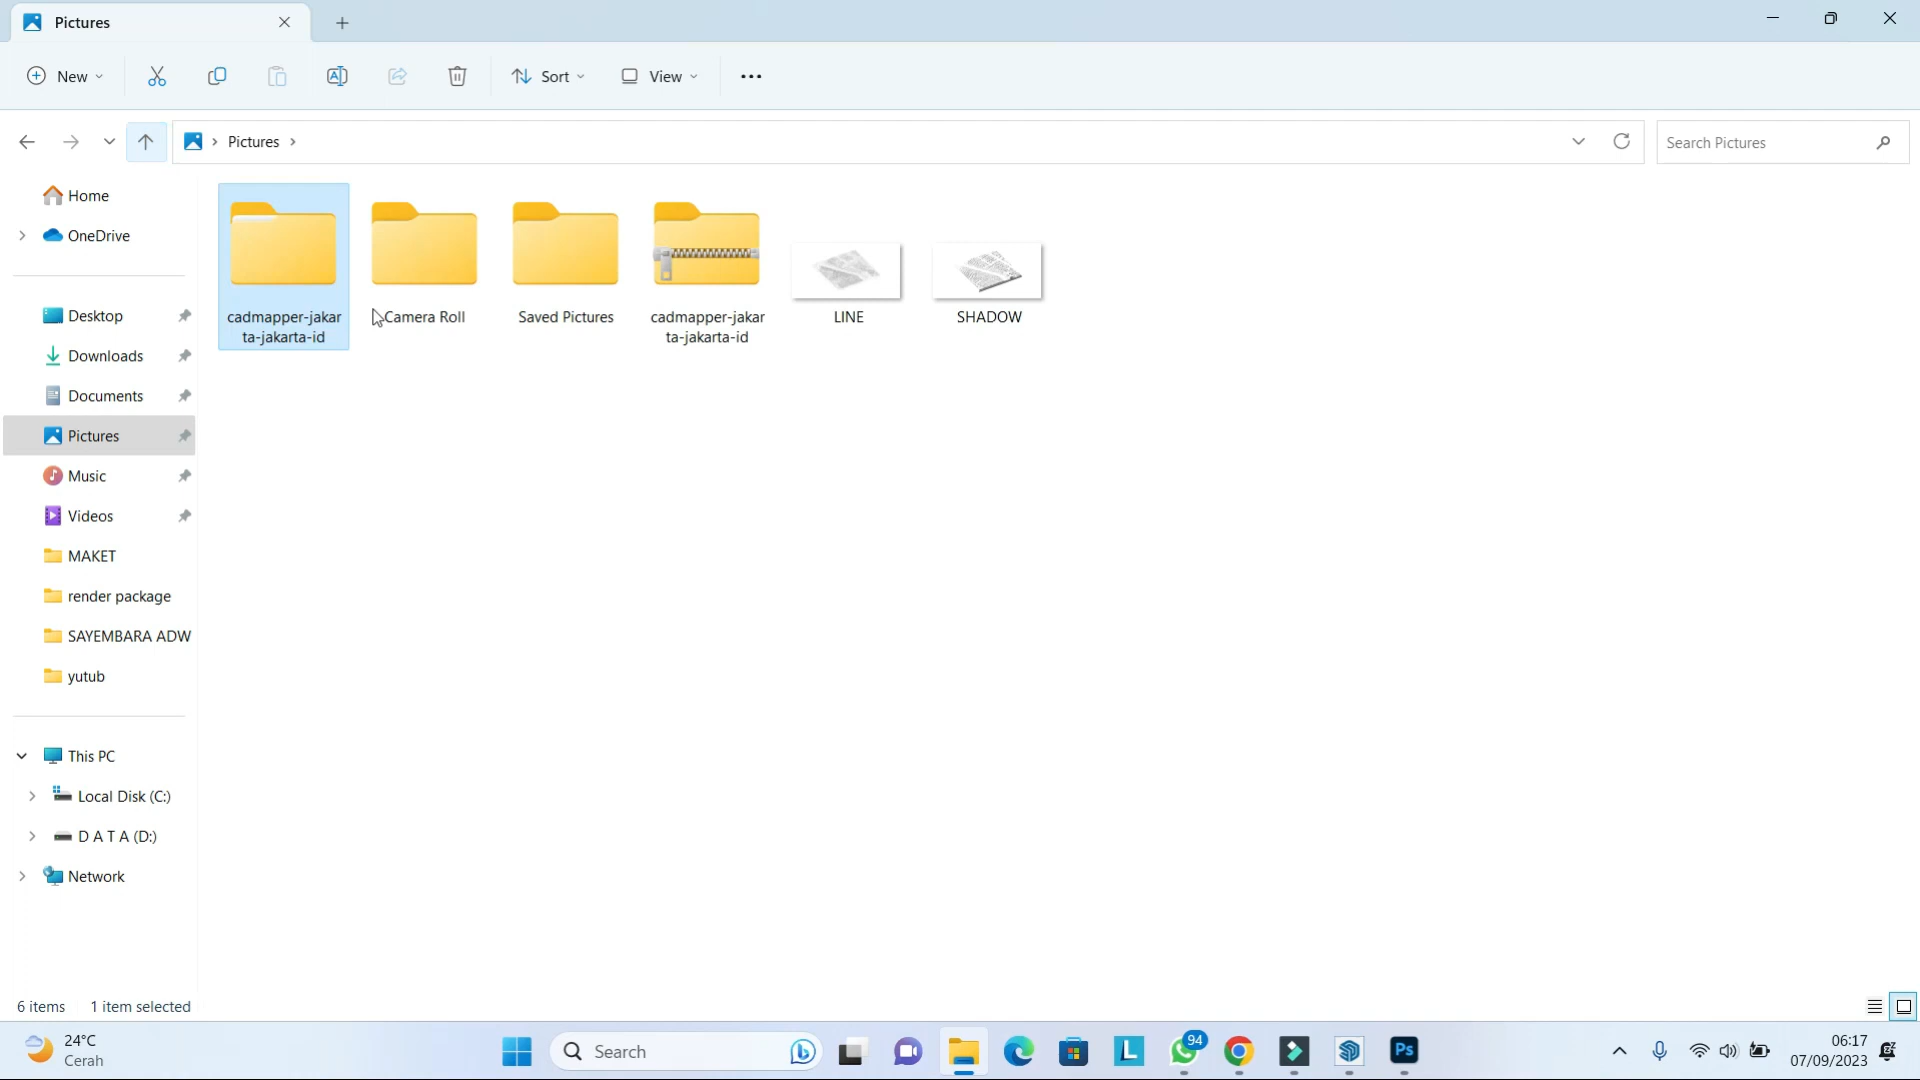 Pictures
New
Sort
View
Pictures
Search Pictures
Home
OneDrive
Desktop
Downloads
Documents
Pictures
Music
Videos
MAKET
render package
SAYEMBARA ADW
yutub
This PC
Local Disk (C:)
D A T A (D:)
Network
cadmapper-jakar
ta-jakarta-id
Camera Roll
Saved Pictures
cadmapper-jakar
ta-jakarta-id
LINE
SHADOW
6 items
1 item selected
24°C
Cerah
Search
L
94
Ps
06:17
07/09/2023